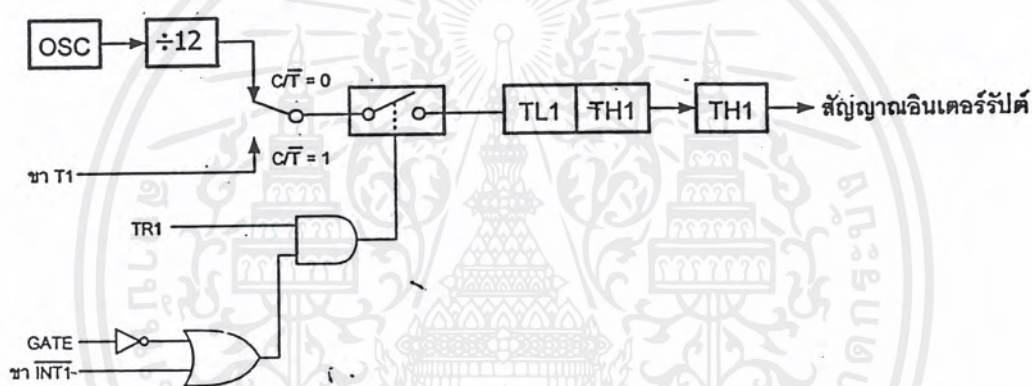 OSC
÷12
C/T̅ = 0
TL1
TH1
TH1
สัญญาณอินเตอร์รัปต์
C/T̅ = 1
ขา T1
TR1
GATE
ขา I̅N̅T̅1̅